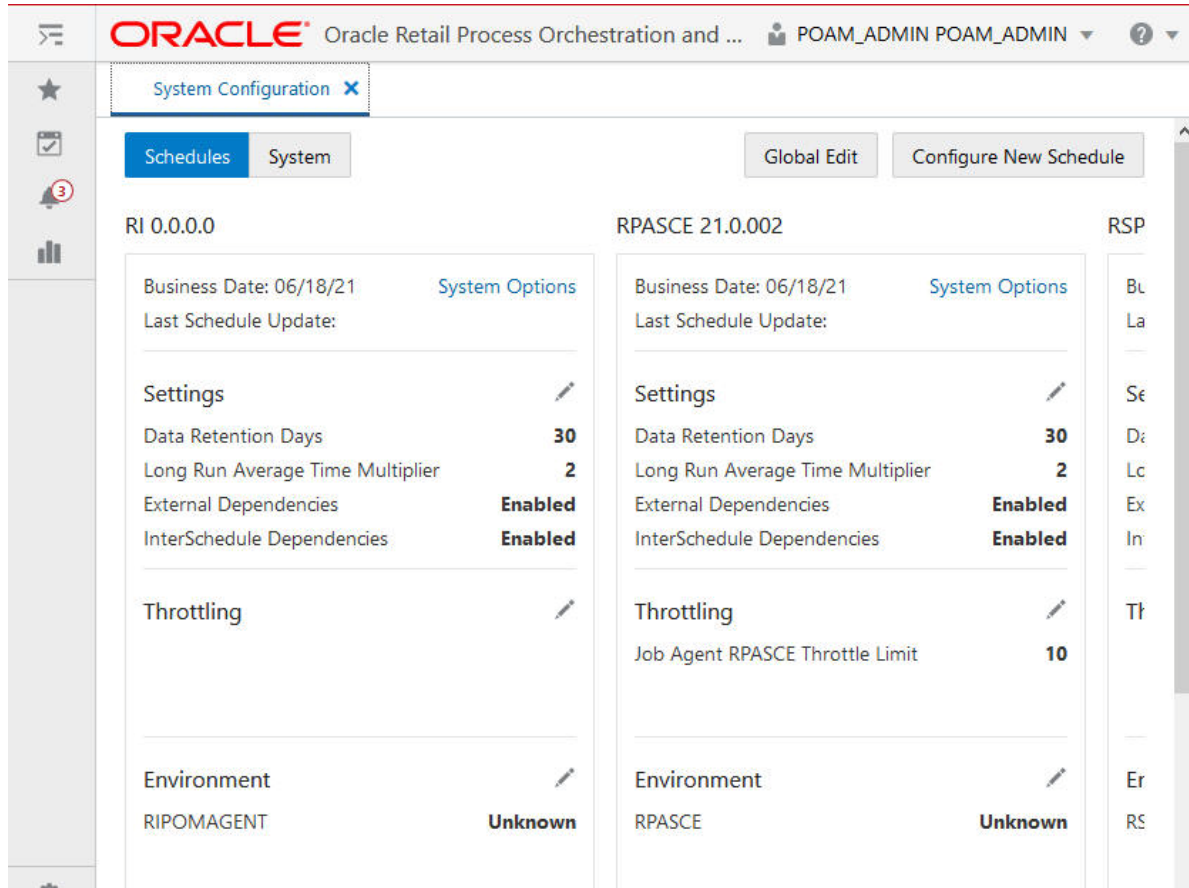 ORACLE Oracle Retail Process Orchestration and ... POAM_ADMIN POAM_ADMIN
System Configuration
3
Schedules System Global Edit Configure New Schedule
RI 0.0.0.0
Business Date: 06/18/21 System Options
Last Schedule Update:
Settings
Data Retention Days 30
Long Run Average Time Multiplier 2
External Dependencies Enabled
InterSchedule Dependencies Enabled
Throttling
Environment
RIPOMAGENT Unknown
RPASCE 21.0.002
Business Date: 06/18/21 System Options
Last Schedule Update:
Settings
Data Retention Days 30
Long Run Average Time Multiplier 2
External Dependencies Enabled
InterSchedule Dependencies Enabled
Throttling
Job Agent RPASCE Throttle Limit 10
Environment
RPASCE Unknown
RSP